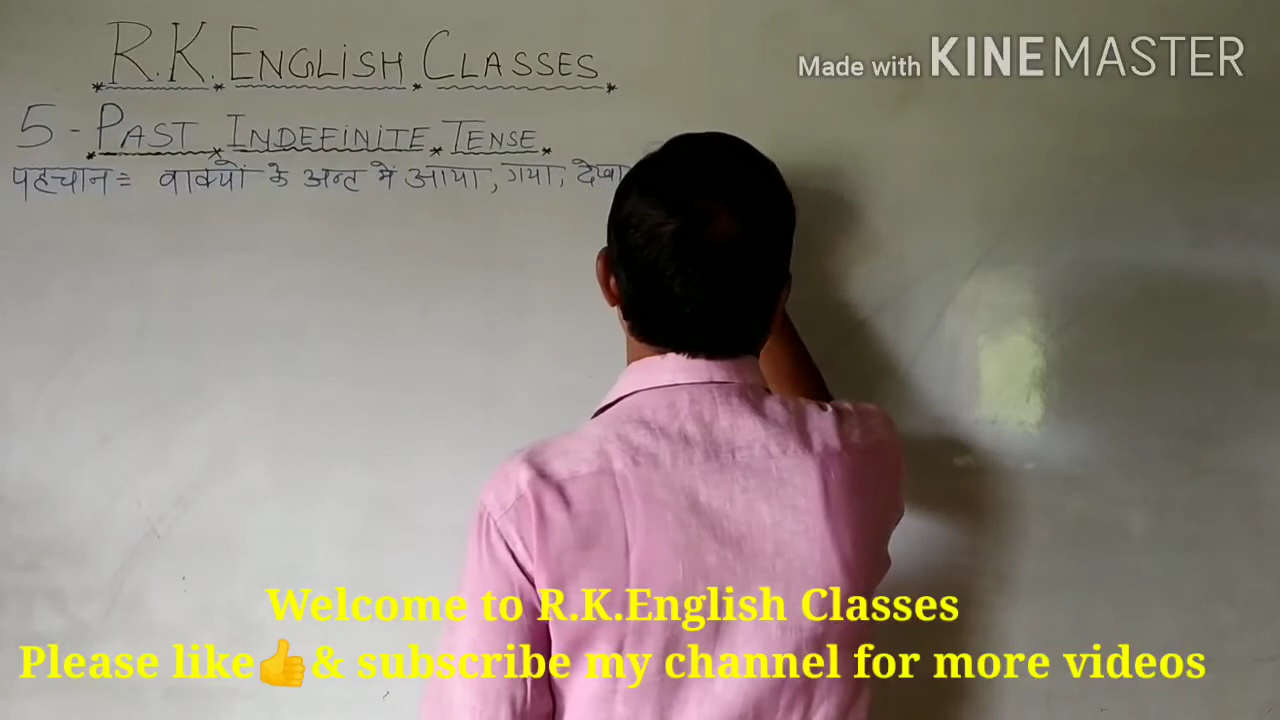 R.K. ENGLISH CLASSES
Made with KINEMASTER
5 - PAST INDEFINITE TENSE
पहचान = वाक्यों के अन्त में आया, गया, देखा
Welcome to R.K.English Classes
Please like👍& subscribe my channel for more videos